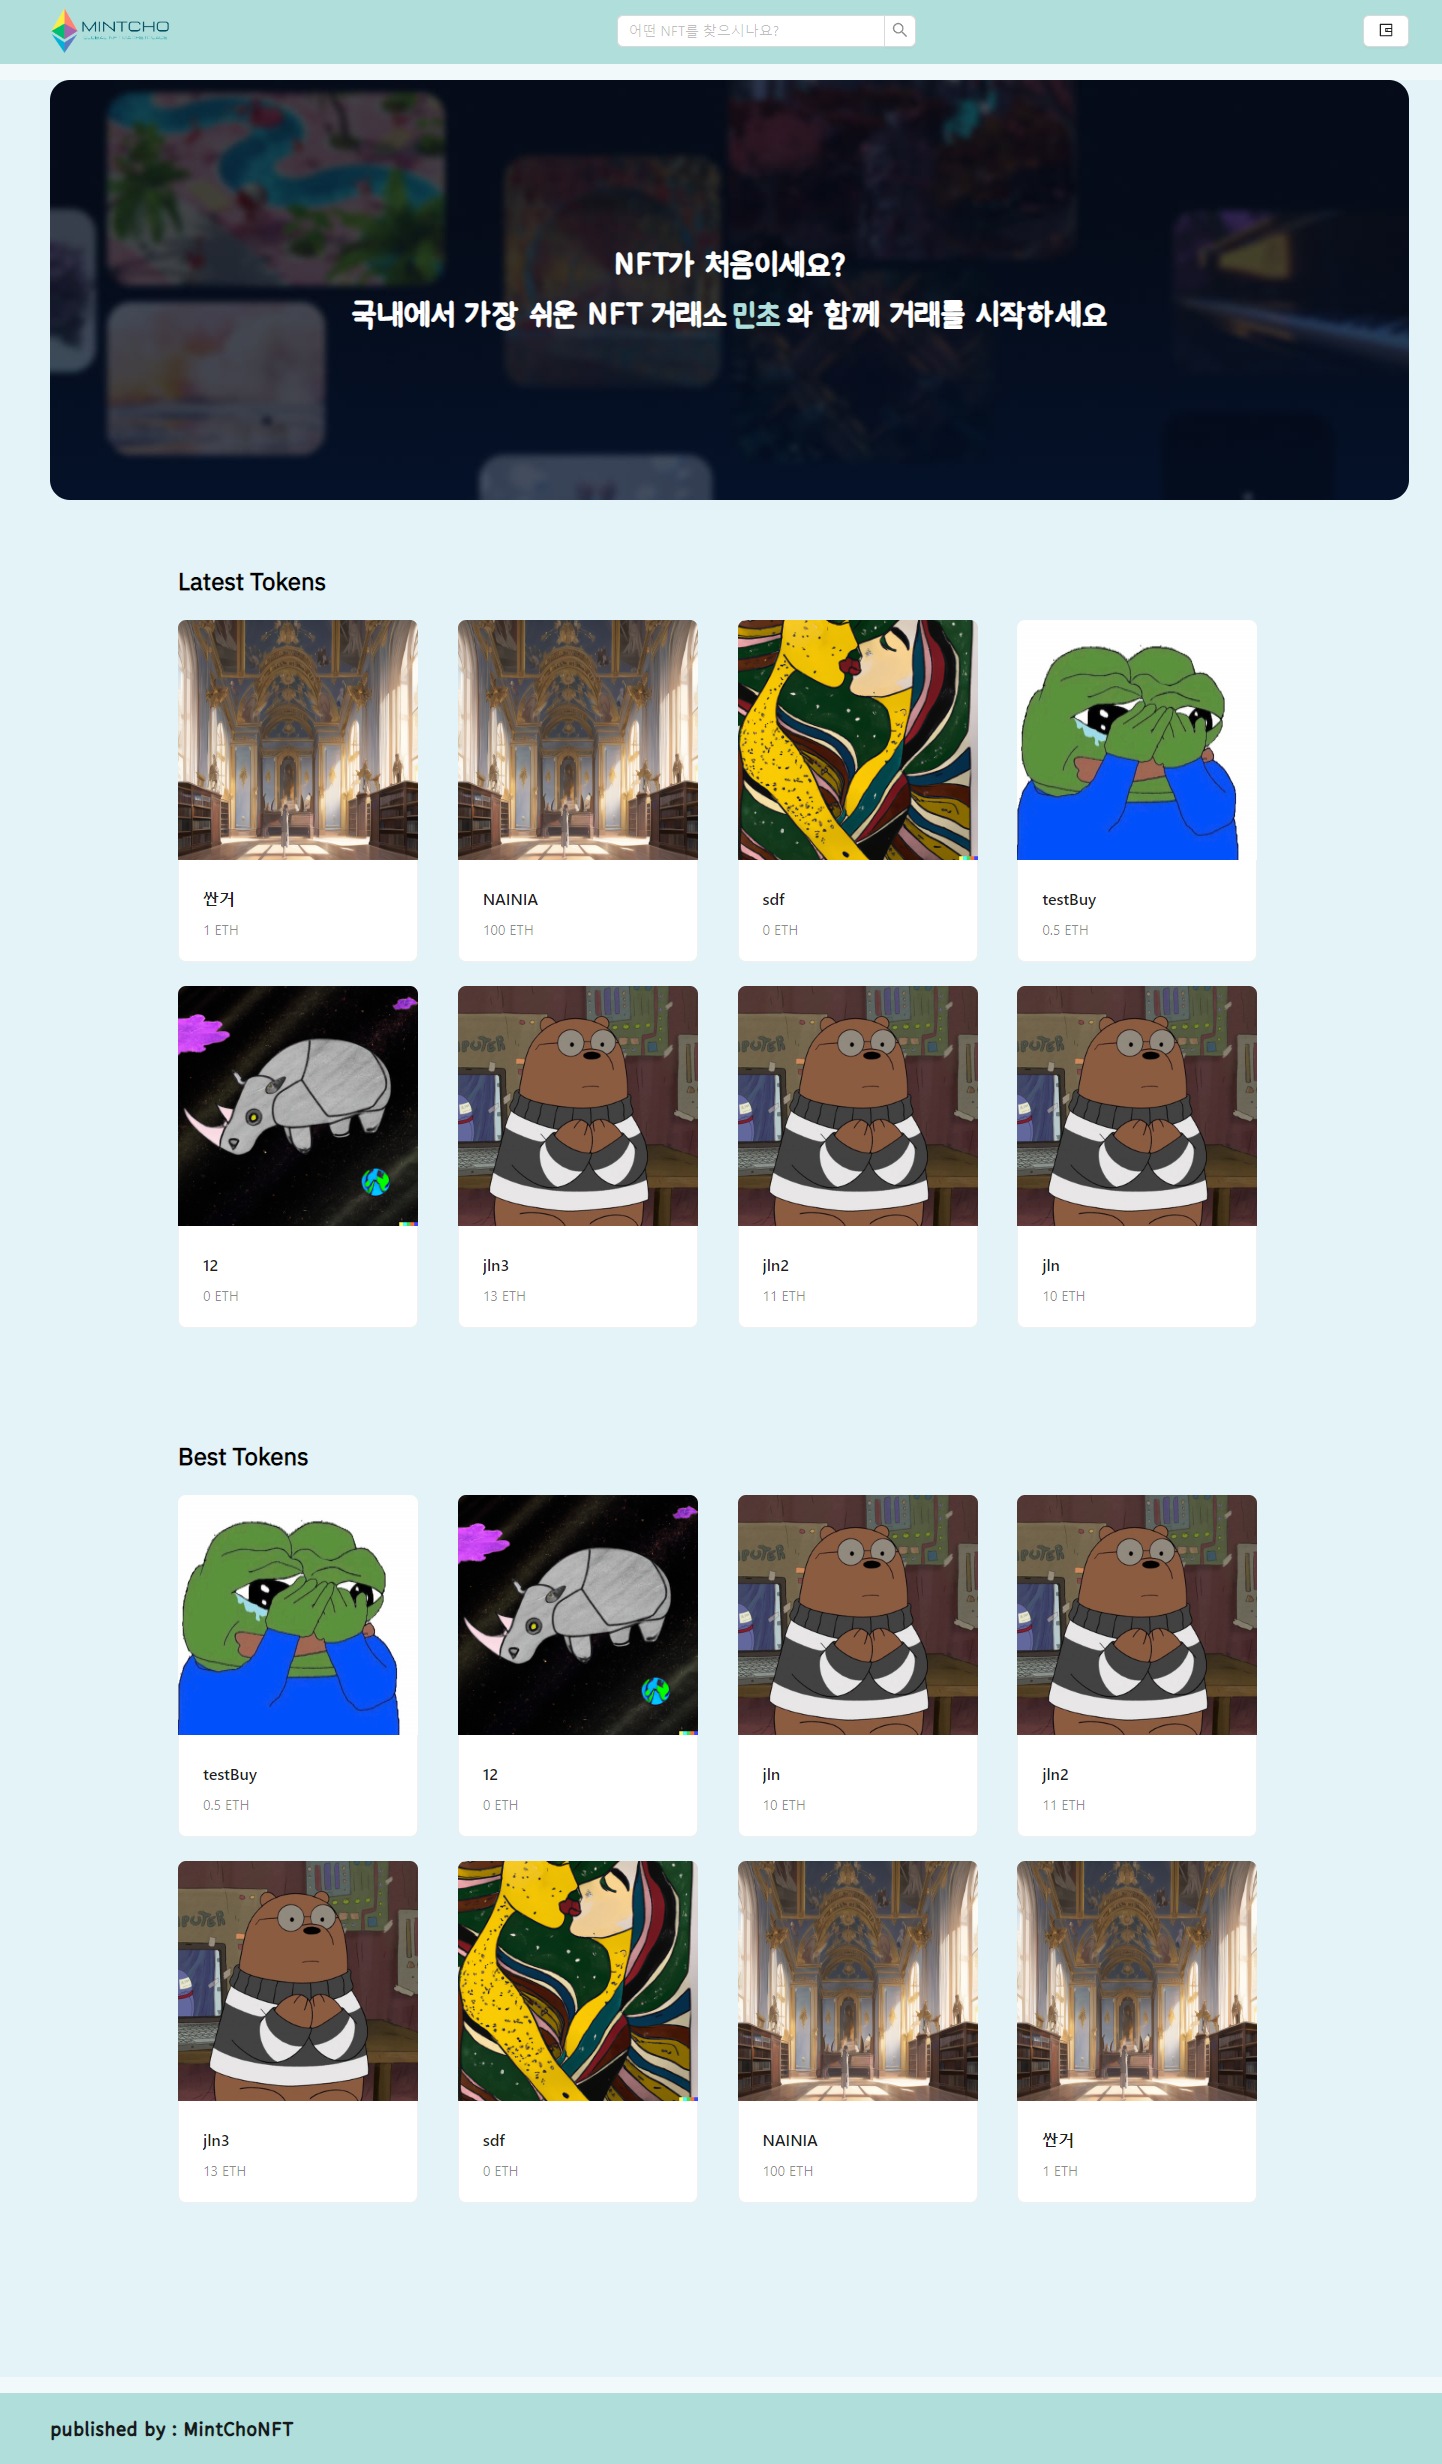 MINTCHO
어떤 NFT를 찾으시나요?
NFT가 처음이세요?
국내에서 가장 쉬운 NFT 거래소 민초 와 함께 거래를 시작하세요
Latest Tokens
싼거
1 ETH
NAINIA
100 ETH
sdf
0 ETH
testBuy
0.5 ETH
12
0 ETH
jln3
13 ETH
jln2
11 ETH
jln
10 ETH
Best Tokens
testBuy
0.5 ETH
12
0 ETH
jln
10 ETH
jln2
11 ETH
jln3
13 ETH
sdf
0 ETH
NAINIA
100 ETH
싼거
1 ETH
published by : MintChoNFT